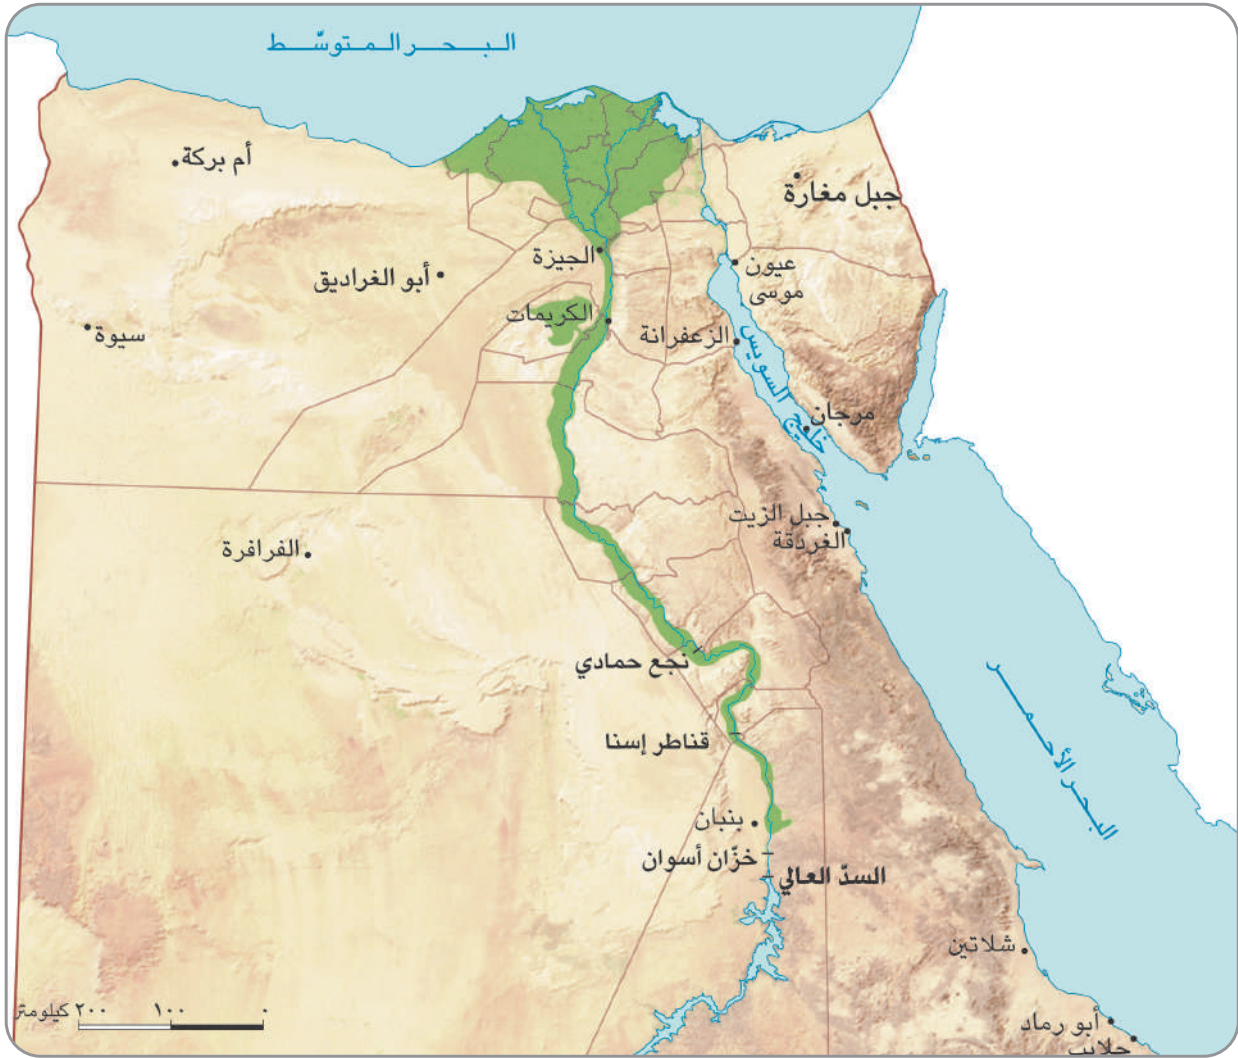 البحر المتوسّط
أم بركة
جبل مغارة
الجيزة
عيون
موسى
أبو الغراديق
الكريمات
سيوة
الزعفرانة
خليج السويس
مرجان
جبل الزيت
الغردقة
الفرافرة
نجع حمادي
قناطر إسنا
البحر الأحمر
بنبان
خزّان أسوان
السدّ العالي
شلاتين
أبو رماد
حلايب
٠ ١٠٠ ٢٠٠ كيلومتر